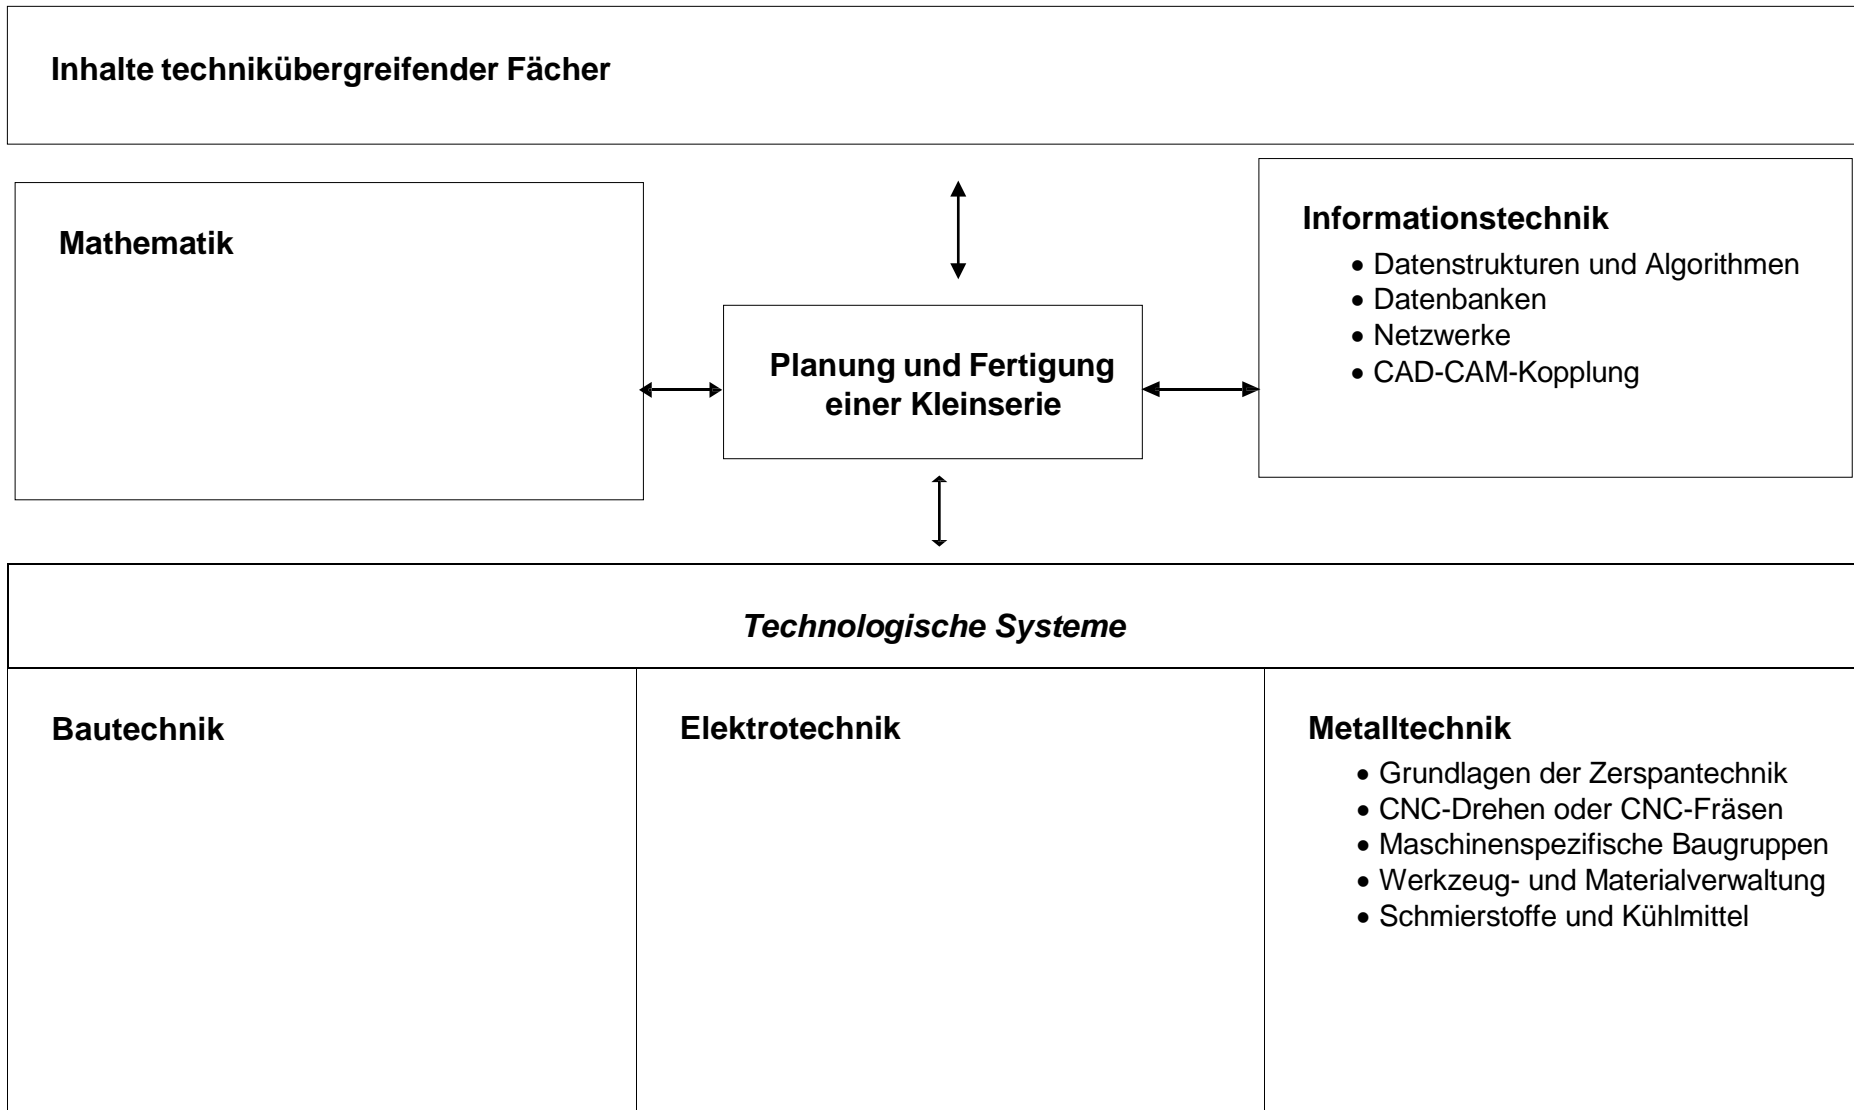 Inhalte technikübergreifender Fächer
Mathematik
Planung und Fertigung
einer Kleinserie
Informationstechnik
• Datenstrukturen und Algorithmen
• Datenbanken
• Netzwerke
• CAD-CAM-Kopplung
Technologische Systeme
Bautechnik
Elektrotechnik
Metalltechnik
• Grundlagen der Zerspantechnik
• CNC-Drehen oder CNC-Fräsen
• Maschinenspezifische Baugruppen
• Werkzeug- und Materialverwaltung
• Schmierstoffe und Kühlmittel